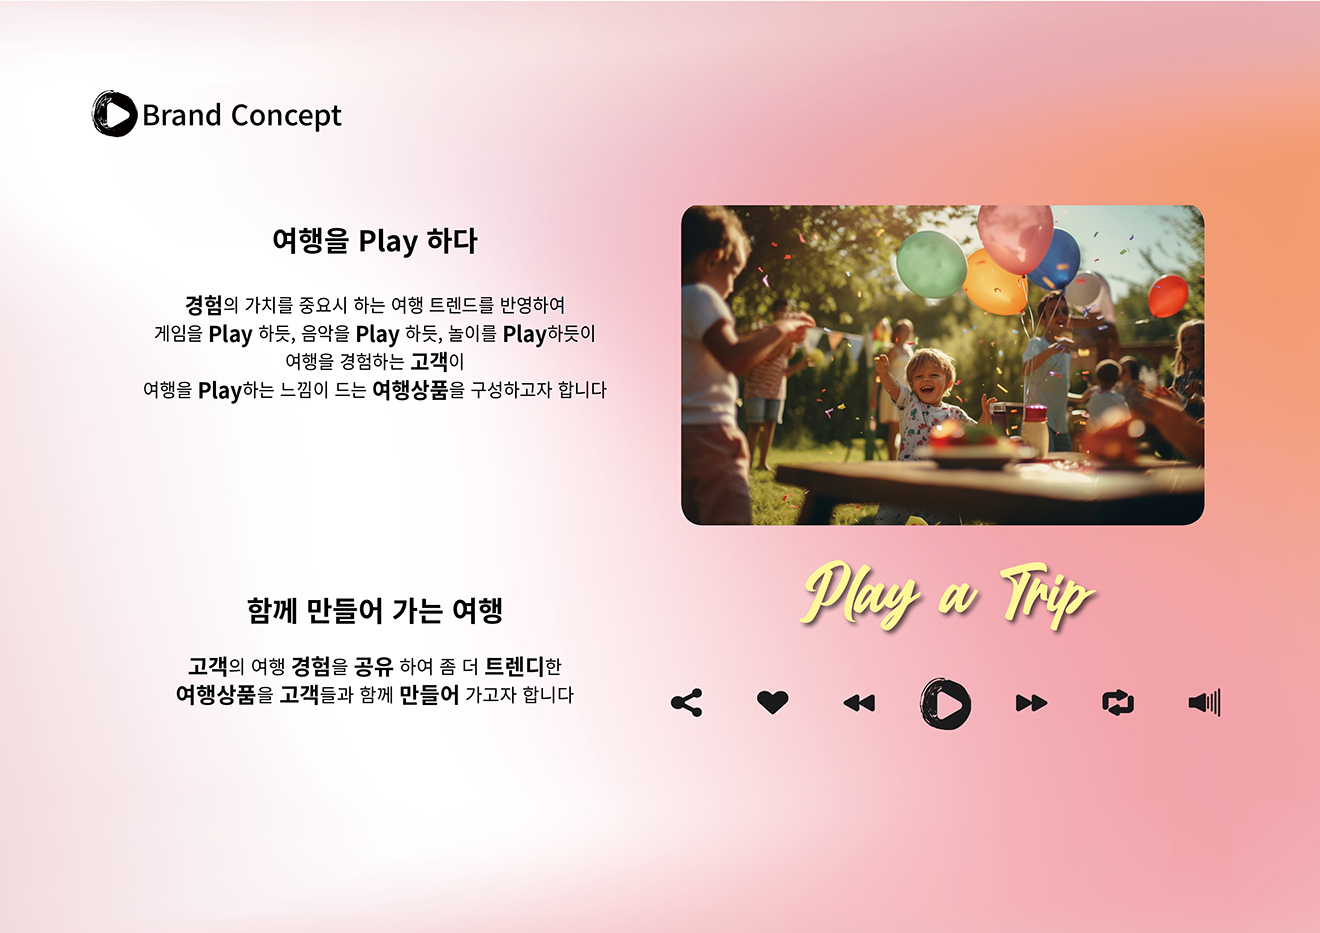 Brand Concept
여행을 Play 하다
경험의 가치를 중요시 하는 여행 트렌드를 반영하여
게임을 Play 하듯, 음악을 Play 하듯, 놀이를 Play하듯이
여행을 경험하는 고객이
여행을 Play하는 느낌이 드는 여행상품을 구성하고자 합니다
함께 만들어 가는 여행
고객의 여행 경험을 공유 하여 좀 더 트렌디한
여행상품을 고객들과 함께 만들어 가고자 합니다
Play a Trip